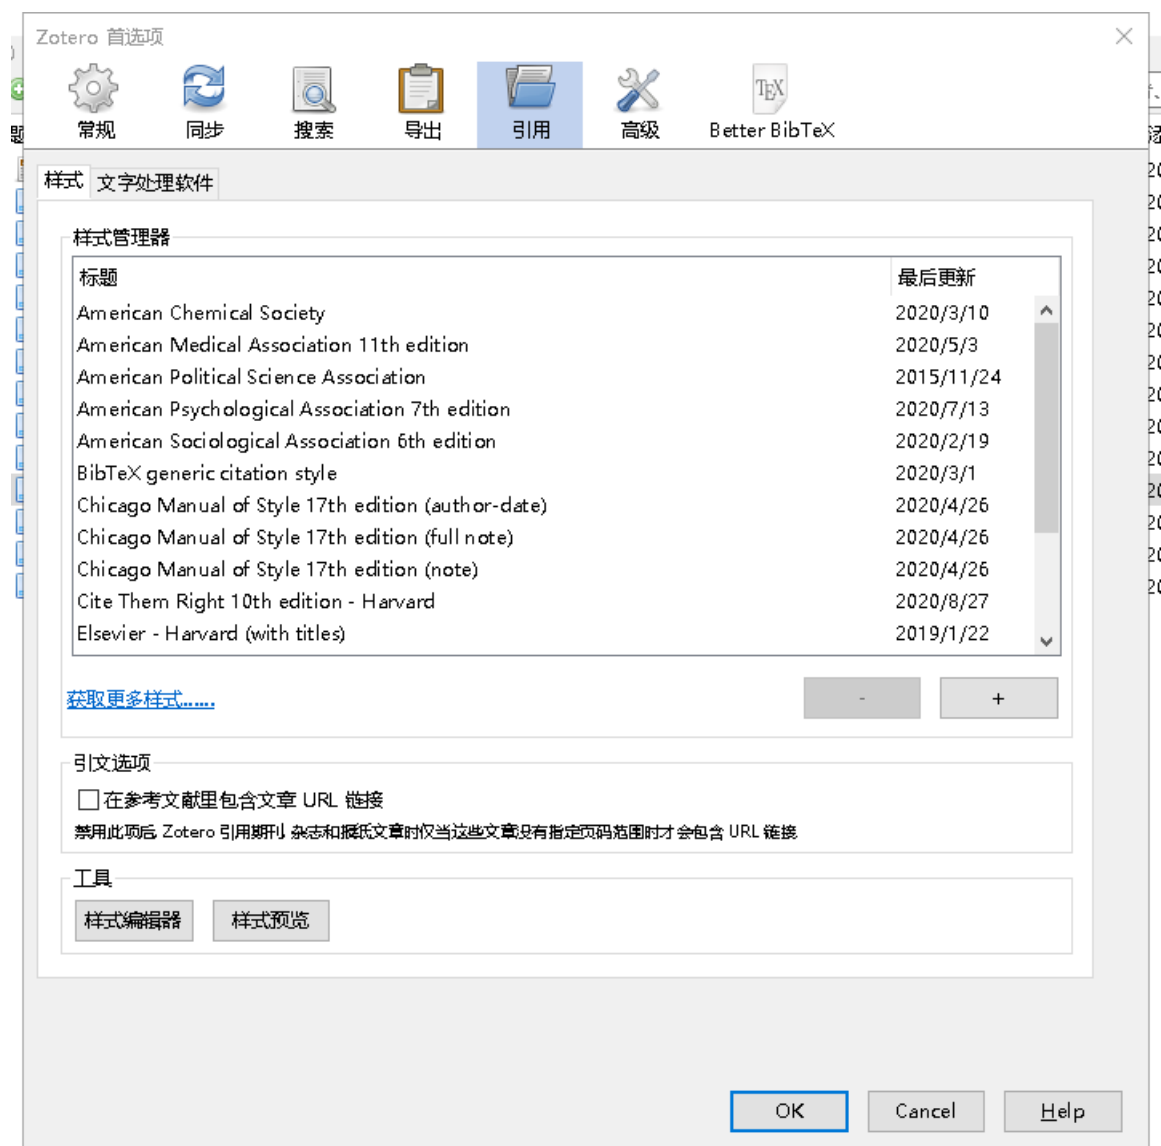 Zotero 首选项
常规 同步 搜索 导出 引用 高级 Better BibTeX
样式 文字处理软件
样式管理器
标题 最后更新
American Chemical Society 2020/3/10
American Medical Association 11th edition 2020/5/3
American Political Science Association 2015/11/24
American Psychological Association 7th edition 2020/7/13
American Sociological Association 6th edition 2020/2/19
BibTeX generic citation style 2020/3/1
Chicago Manual of Style 17th edition (author-date) 2020/4/26
Chicago Manual of Style 17th edition (full note) 2020/4/26
Chicago Manual of Style 17th edition (note) 2020/4/26
Cite Them Right 10th edition - Harvard 2020/8/27
Elsevier - Harvard (with titles) 2019/1/22
获取更多样式…… - +
引文选项
在参考文献里包含文章 URL 链接
禁用此项后, Zotero 引用期刊、杂志和报纸文章时仅当这些文章没有指定页码范围时才会包含 URL 链接
工具
样式编辑器 样式预览
OK Cancel Help